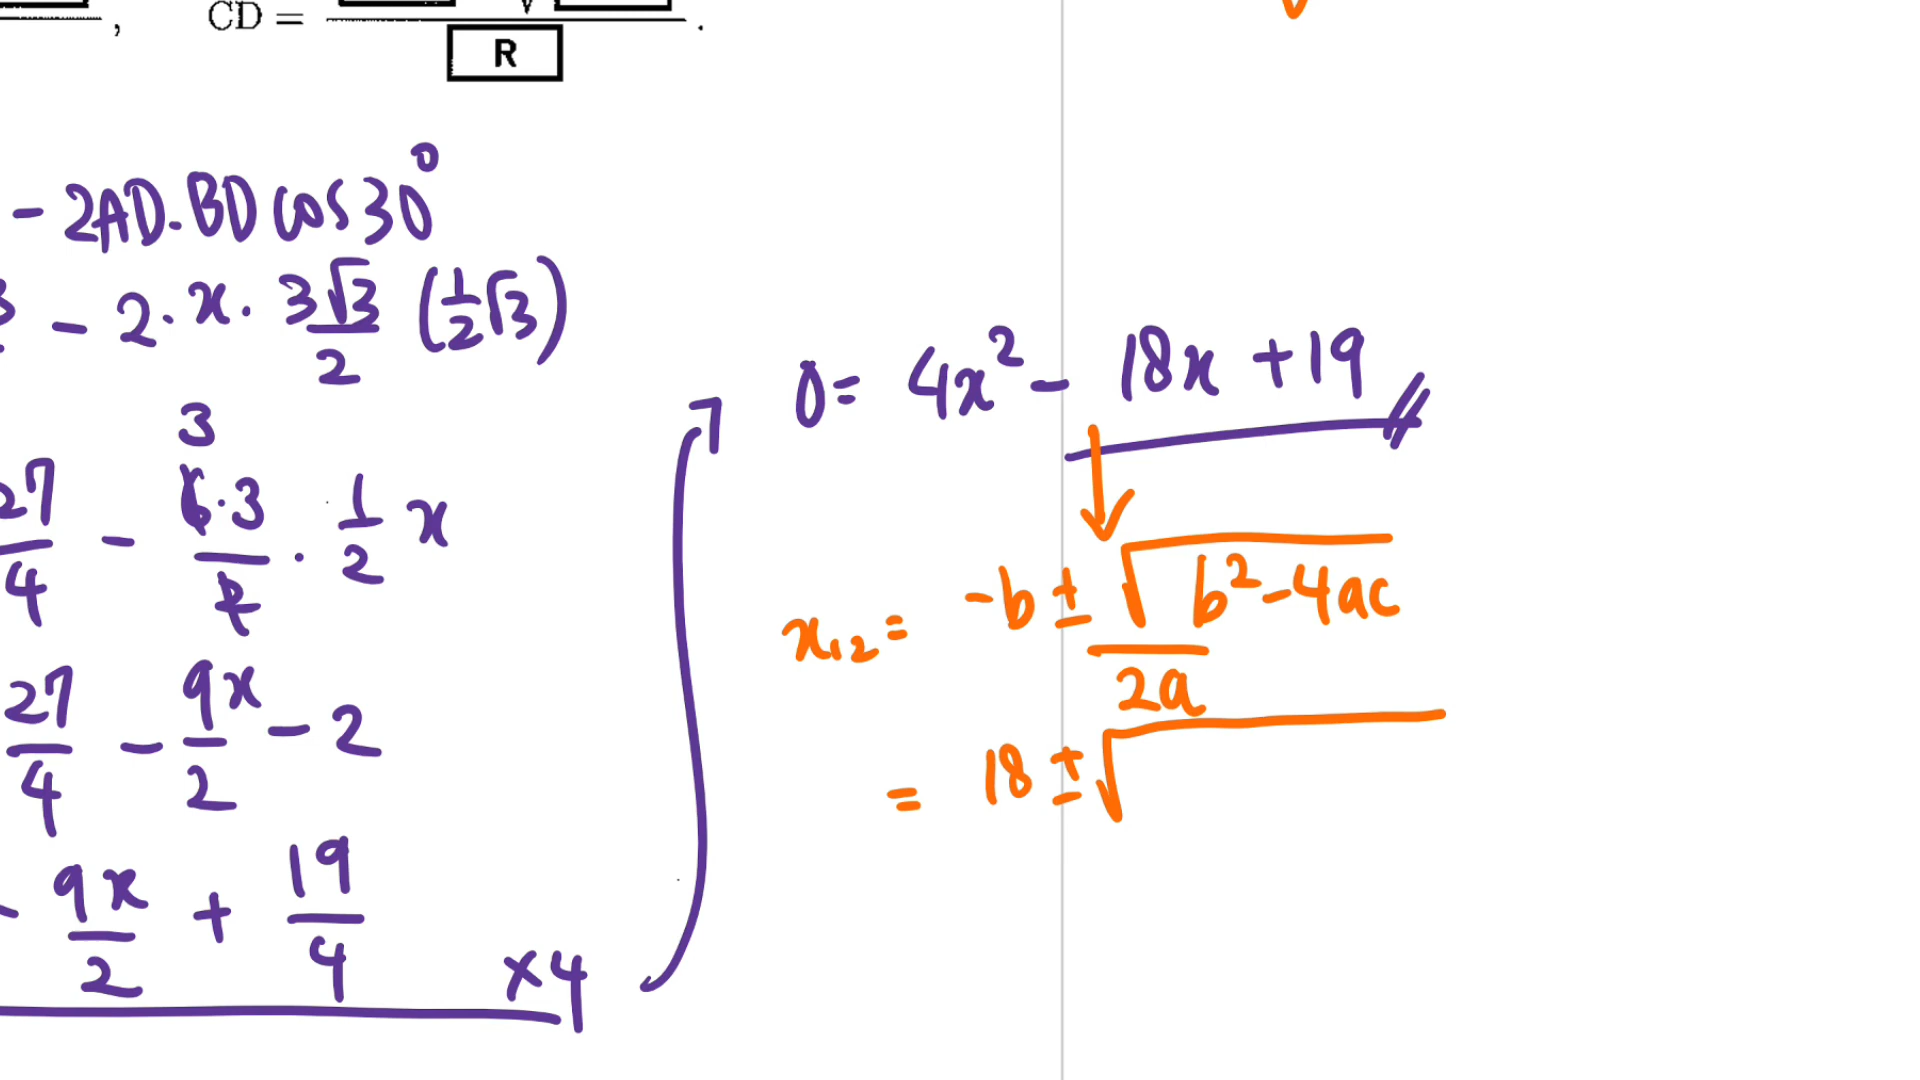 , CD = √
R .
- 2AD.BD cos 30°
- 2 . x . 3√3/2 (1/2 √3)
3
27/4 - 6.3/2 . 1/2 x
27/4 - 9x/2 - 2
- 9x/2 + 19/4
×4
0 = 4x² - 18x + 19
x₁₂ = -b ± √b²-4ac
2a
= 18 ± √